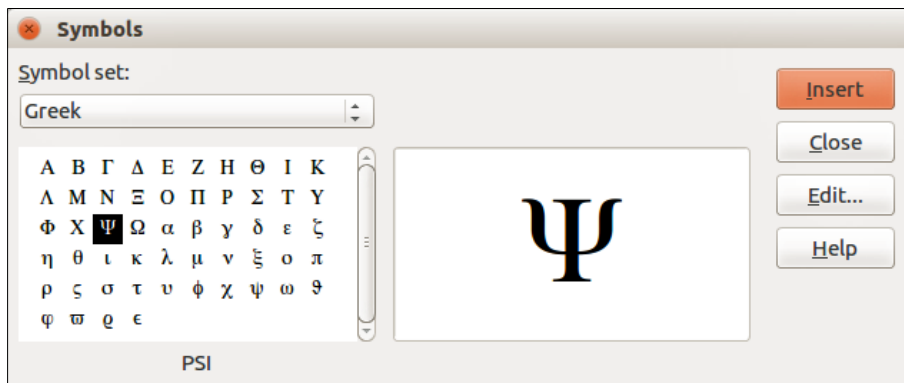 Symbols
Symbol set:
Greek
Α Β Γ Δ Ε Ζ Η Θ Ι Κ
Λ Μ Ν Ξ Ο Π Ρ Σ Τ Υ
Φ Χ Ψ Ω α β γ δ ε ζ
η θ ι κ λ μ ν ξ ο π
ρ ς σ τ υ ϕ χ ψ ω ϑ
φ ϖ ϱ ϵ
PSI
Ψ
Insert
Close
Edit...
Help